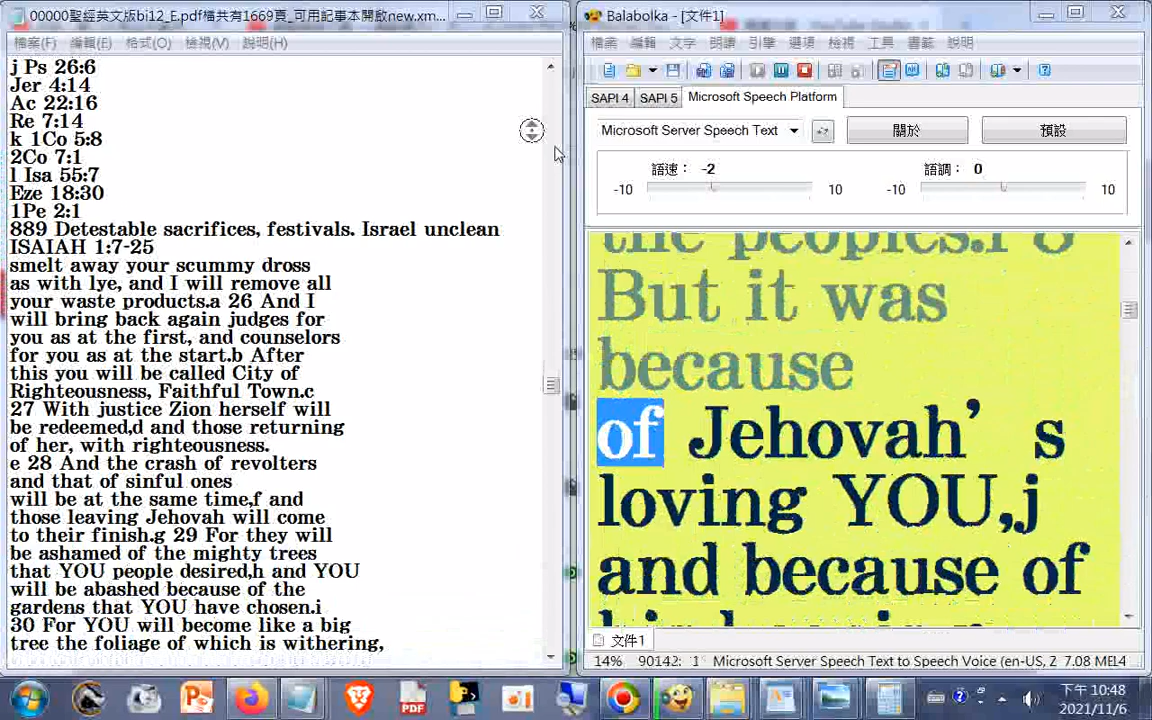 00000聖經英文版bi12_E.pdf檔共有1669頁_可用記事本開啟new.xm...
檔案(F) 編輯(E) 格式(O) 檢視(V) 說明(H)
j Ps 26:6
Jer 4:14
Ac 22:16
Re 7:14
k 1Co 5:8
2Co 7:1
l Isa 55:7
Eze 18:30
1Pe 2:1
889 Detestable sacrifices, festivals. Israel unclean
ISAIAH 1:7-25
smelt away your scummy dross
as with lye, and I will remove all
your waste products.a 26 And I
will bring back again judges for
you as at the first, and counselors
for you as at the start.b After
this you will be called City of
Righteousness, Faithful Town.c
27 With justice Zion herself will
be redeemed,d and those returning
of her, with righteousness.
e 28 And the crash of revolters
and that of sinful ones
will be at the same time,f and
those leaving Jehovah will come
to their finish.g 29 For they will
be ashamed of the mighty trees
that YOU people desired,h and YOU
will be abashed because of the
gardens that YOU have chosen.i
30 For YOU will become like a big
tree the foliage of which is withering,
Balabolka - [文件1]
檔案 編輯 文字 朗讀 引擎 選項 檢視 工具 書籤 說明
SAPI 4 SAPI 5 Microsoft Speech Platform
Microsoft Server Speech Text 關於 預設
語速： -2 語調： 0
-10 10 -10 10
the peoples.i 8
But it was
because
of Jehovah’s
loving YOU,j
and because of
文件1
14% 90142: 1 Microsoft Server Speech Text to Speech Voice (en-US, 2 7.08 MB
下午 10:48
2021/11/6